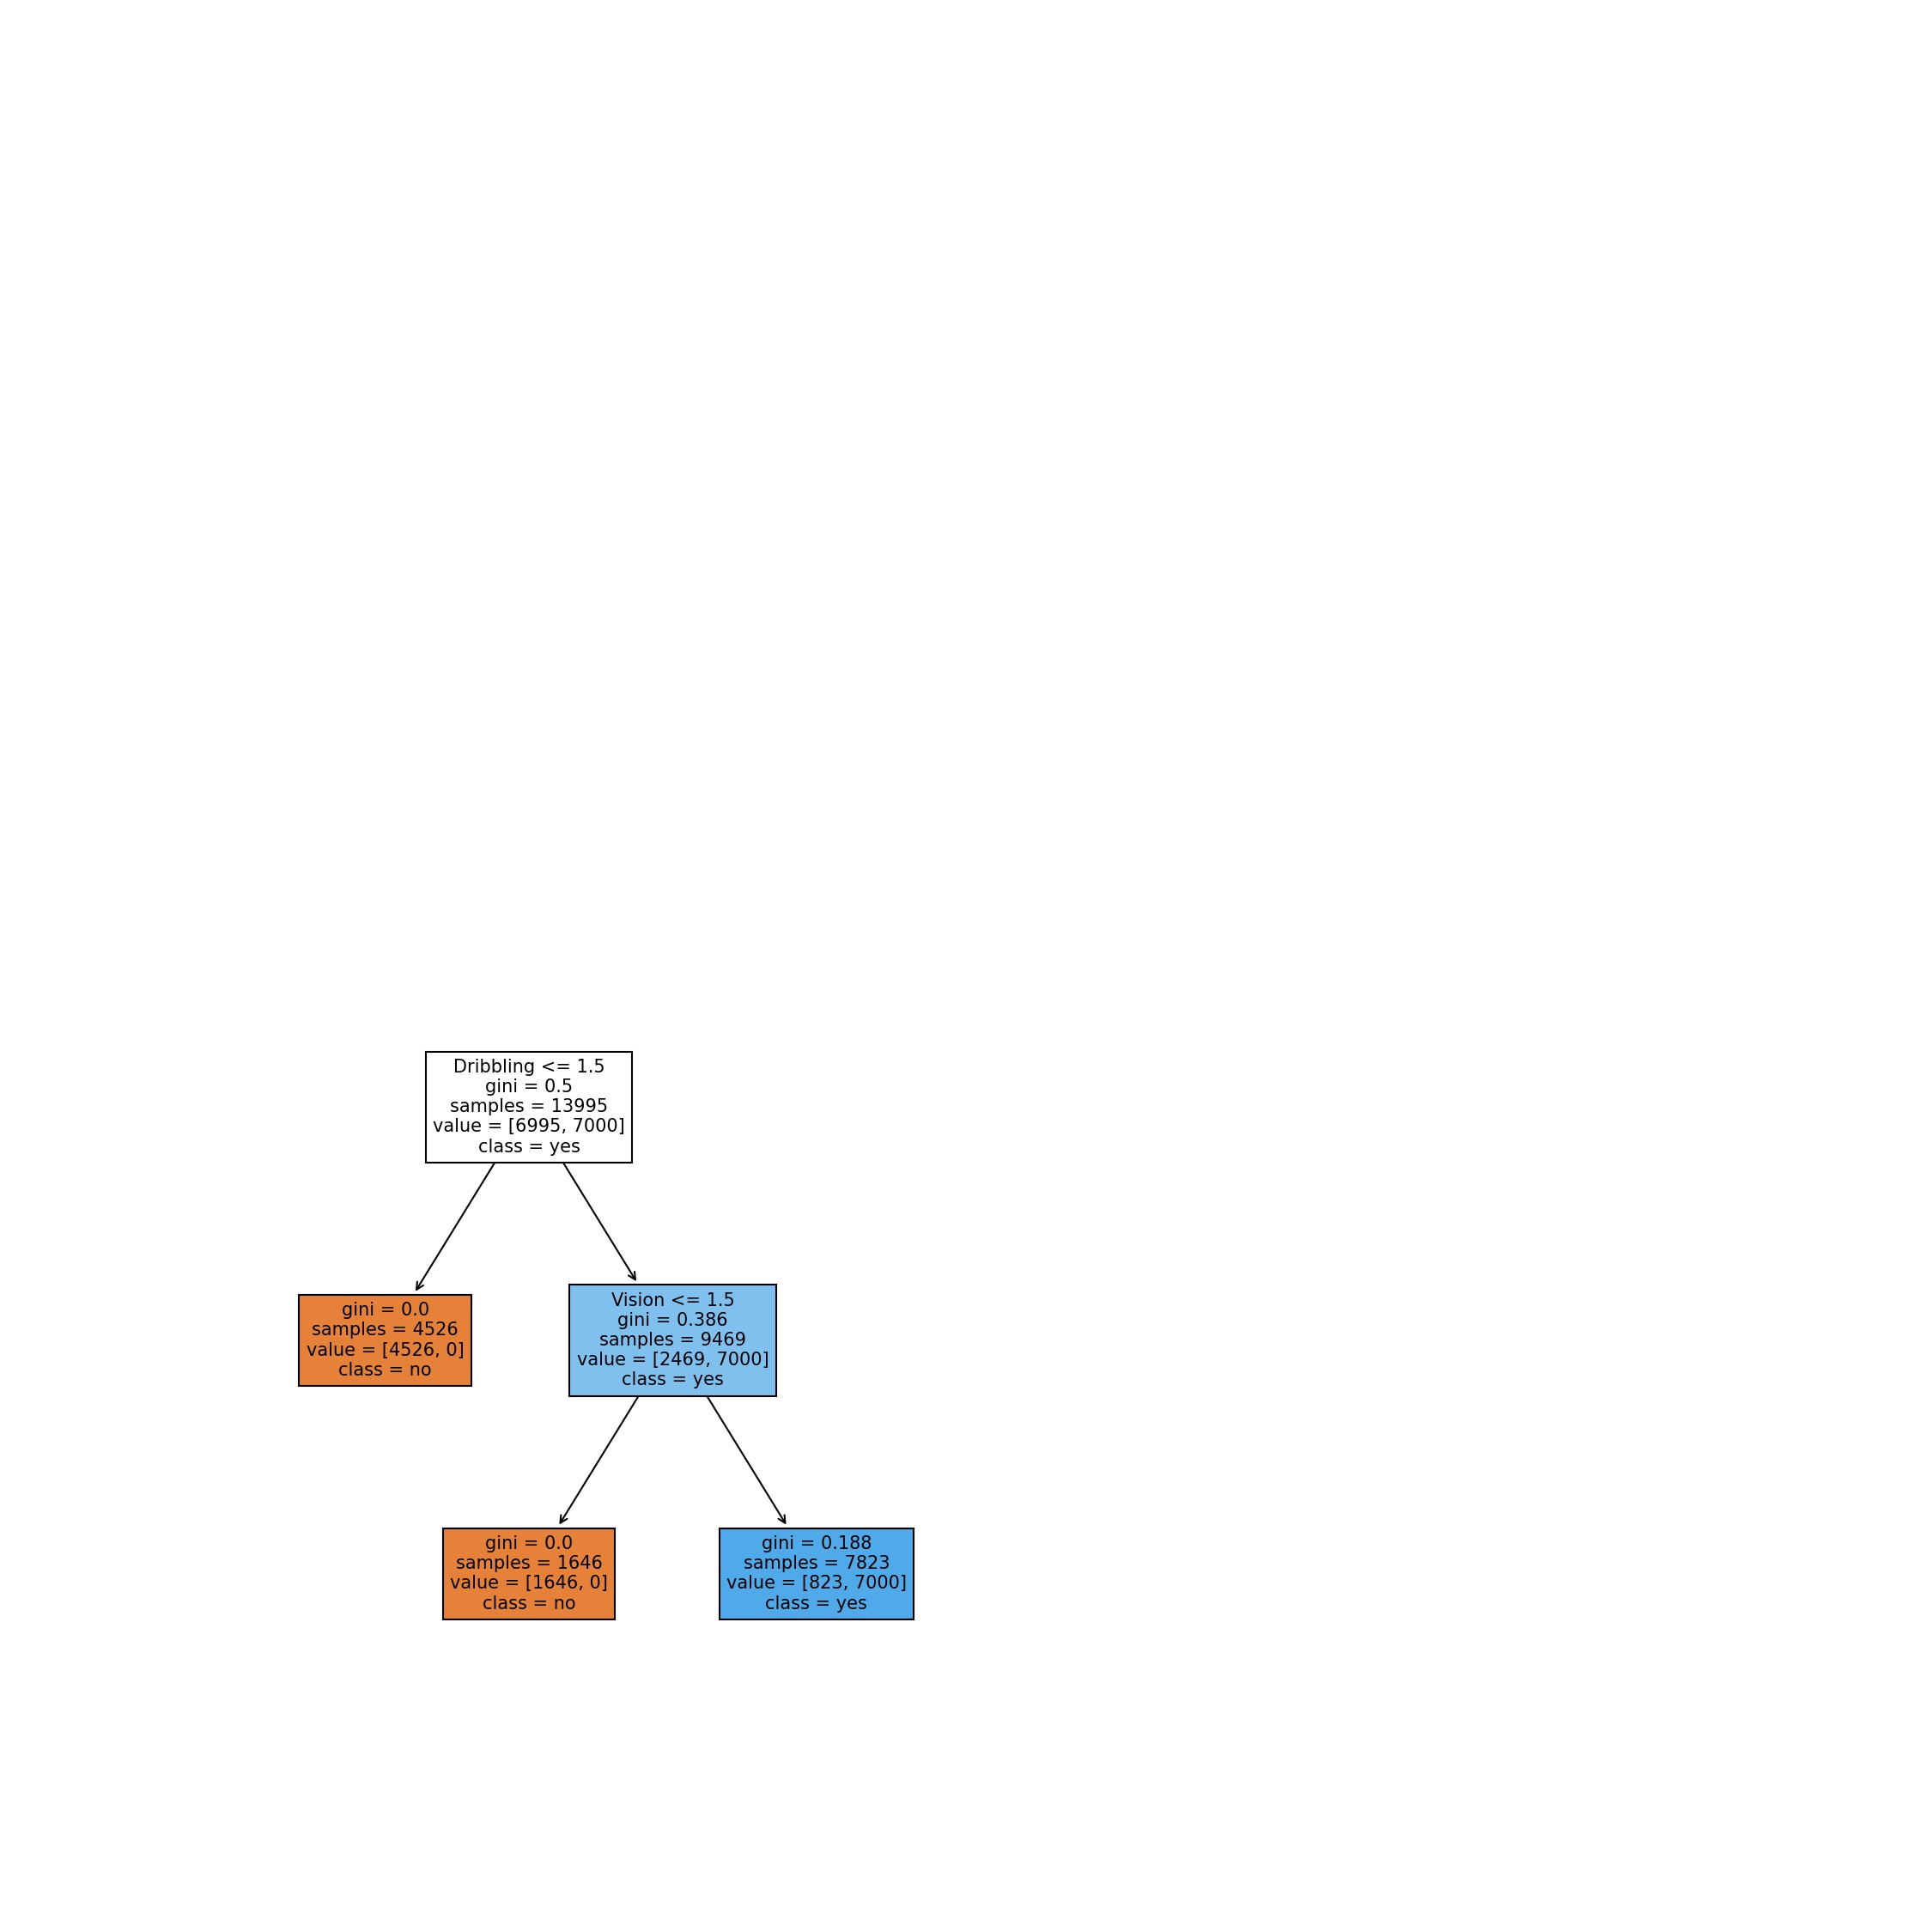 Dribbling <= 1.5
gini = 0.5
samples = 13995
value = [6995, 7000]
class = yes
gini = 0.0
samples = 4526
value = [4526, 0]
class = no
Vision <= 1.5
gini = 0.386
samples = 9469
value = [2469, 7000]
class = yes
gini = 0.0
samples = 1646
value = [1646, 0]
class = no
gini = 0.188
samples = 7823
value = [823, 7000]
class = yes